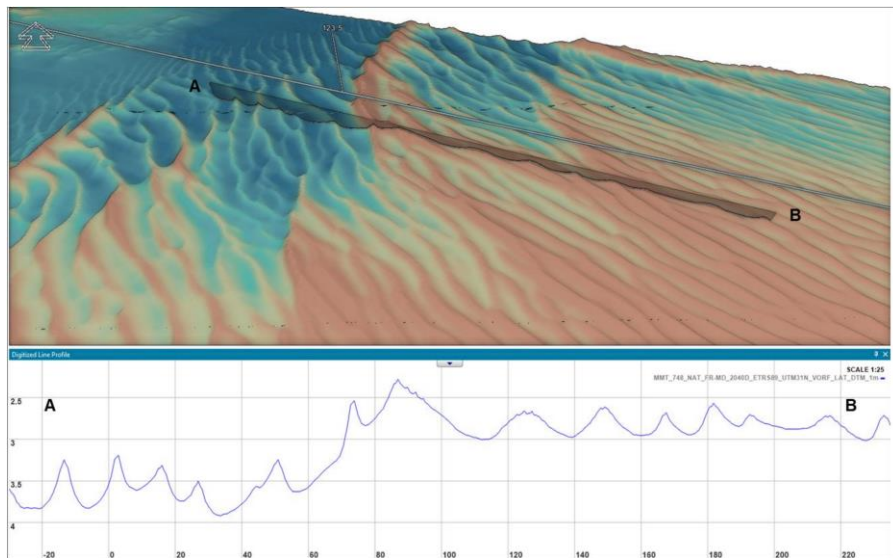 123.5
A
B
Digitized Line Profile
SCALE 1:25
MMT_748_NAT_FR-MD_2040D_ETRS89_UTM31N_VORF_LAT_DTM_1m
A
B
2.5
3
3.5
4
-20 0 20 40 60 80 100 120 140 160 180 200 220